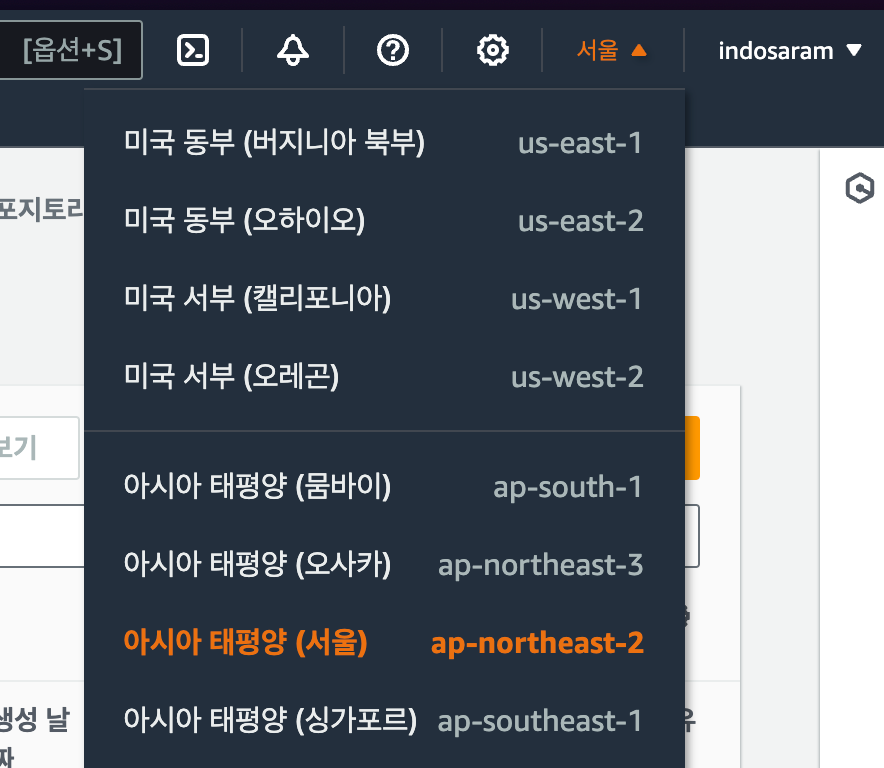 [옵션+S]
서울 ▲
indosaram ▼
미국 동부 (버지니아 북부) us-east-1
포지토리
미국 동부 (오하이오) us-east-2
미국 서부 (캘리포니아) us-west-1
미국 서부 (오레곤) us-west-2
보기
아시아 태평양 (뭄바이) ap-south-1
아시아 태평양 (오사카) ap-northeast-3
아시아 태평양 (서울) ap-northeast-2
아시아 태평양 (싱가포르) ap-southeast-1
생성 날
짜